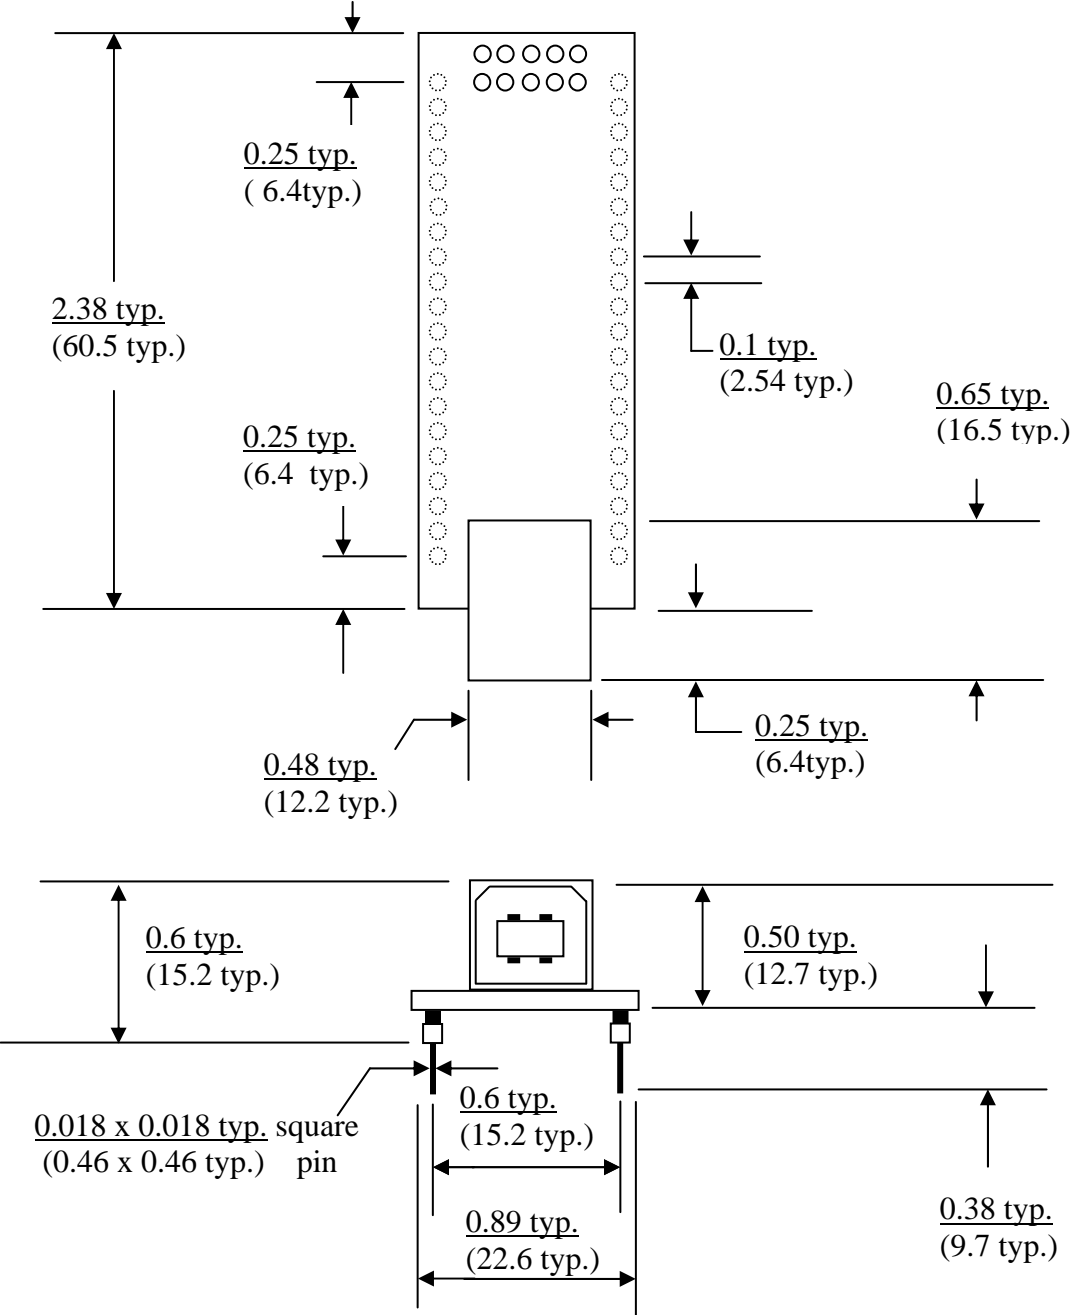 0.25 typ.
( 6.4typ.)
2.38 typ.
(60.5 typ.)
0.1 typ.
(2.54 typ.)
0.65 typ.
(16.5 typ.)
0.25 typ.
(6.4  typ.)
0.25 typ.
(6.4typ.)
0.48 typ.
(12.2 typ.)
0.6 typ.
(15.2 typ.)
0.50 typ.
(12.7 typ.)
0.018 x 0.018 typ. square
(0.46 x 0.46 typ.) pin
0.6 typ.
(15.2 typ.)
0.38 typ.
(9.7 typ.)
0.89 typ.
(22.6 typ.)